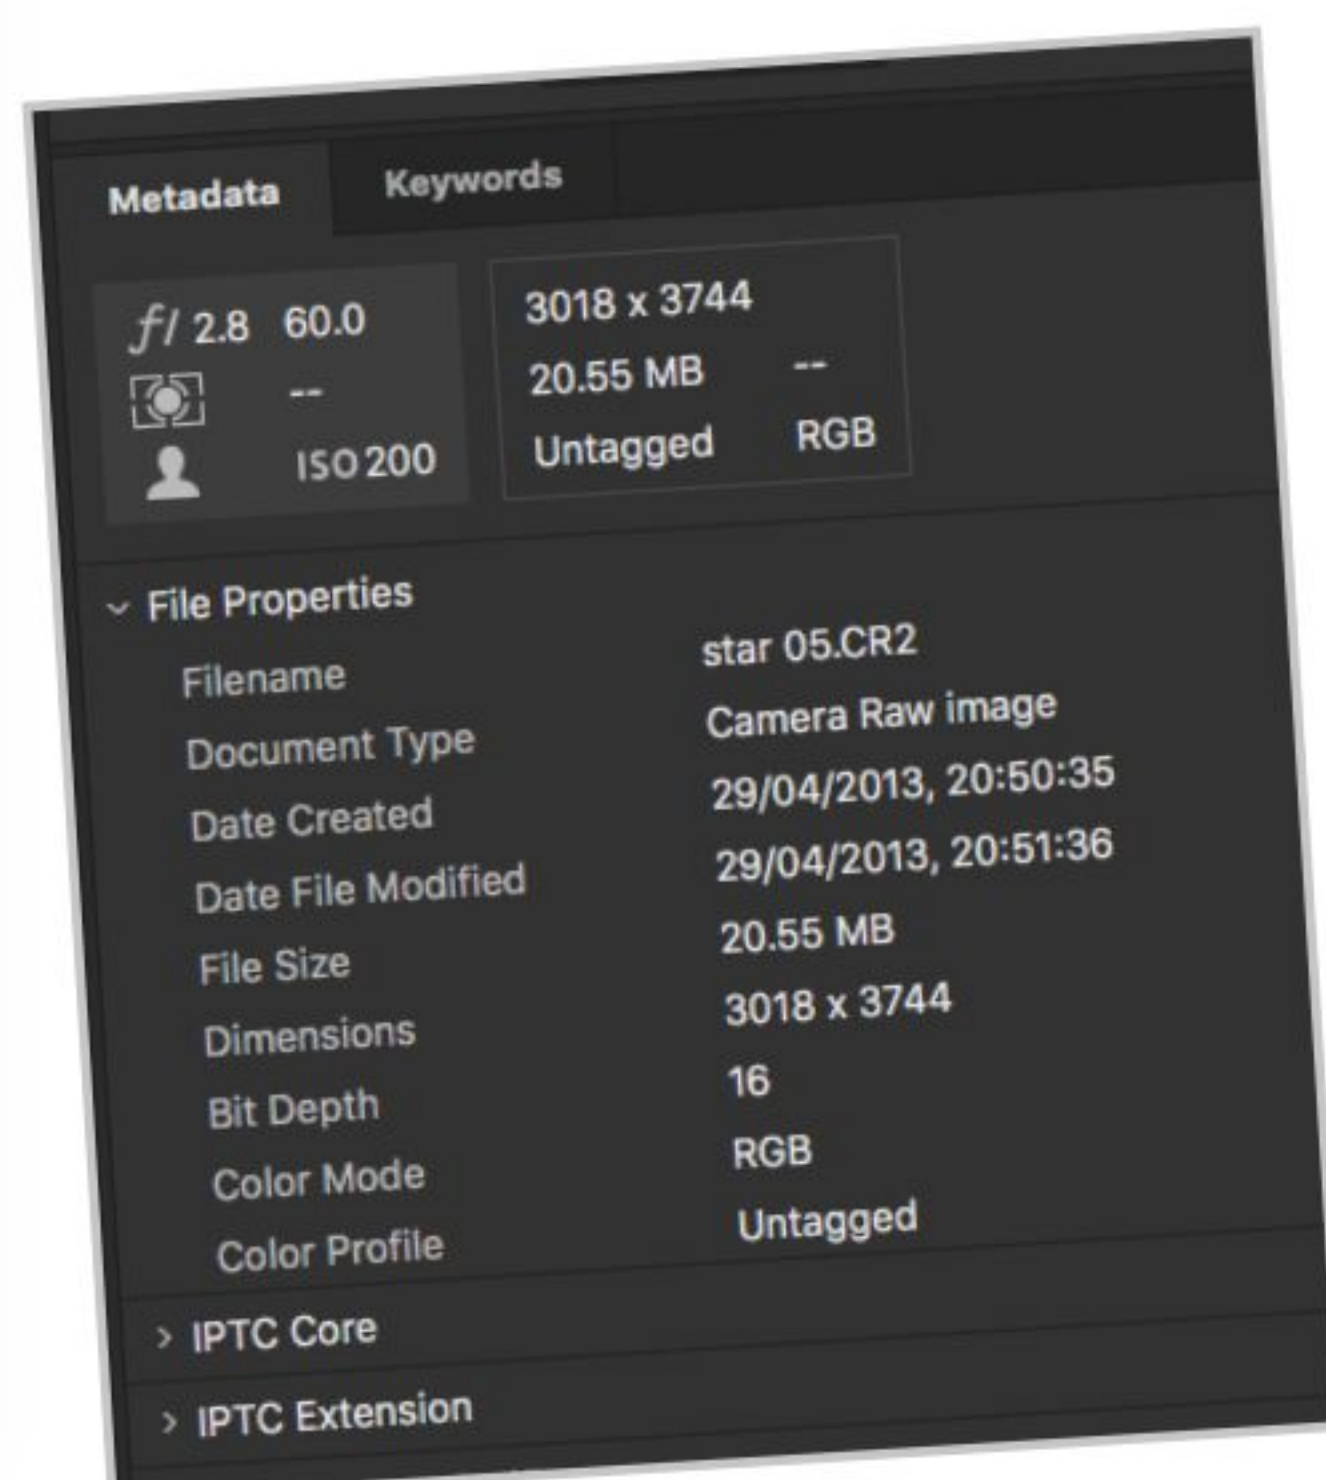 Metadata Keywords
f/ 2.8 60.0
--
ISO 200
3018 x 3744
20.55 MB --
Untagged RGB
File Properties
Filename star 05.CR2
Document Type Camera Raw image
Date Created 29/04/2013, 20:50:35
Date File Modified 29/04/2013, 20:51:36
File Size 20.55 MB
Dimensions 3018 x 3744
Bit Depth 16
Color Mode RGB
Color Profile Untagged
IPTC Core
IPTC Extension